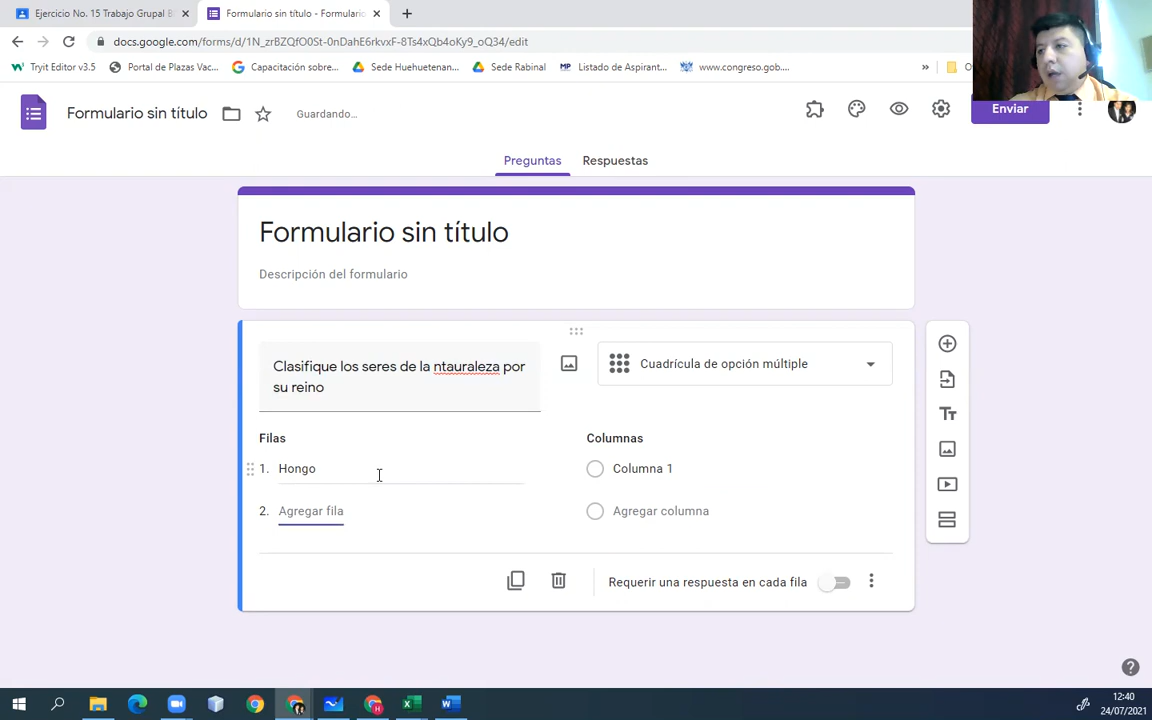 Ejercicio No. 15 Trabajo Grupal B
Formulario sin título - Formulario
docs.google.com/forms/d/1N_zrBZQfO0St-0nDahE6rkvxF-8Ts4xQb4oKy9_oQ34/edit
Tryit Editor v3.5
Portal de Plazas Vac...
Capacitación sobre...
Sede Huehuetenan...
Sede Rabinal
MP
Listado de Aspirant...
www.congreso.gob....
»
Formulario sin título
Guardando...
Enviar
Preguntas
Respuestas
Formulario sin título
Descripción del formulario
Clasifique los seres de la ntauraleza por
su reino
Cuadrícula de opción múltiple
Filas
Columnas
1. Hongo
Columna 1
2. Agregar fila
Agregar columna
Requerir una respuesta en cada fila
12:40
24/07/2021